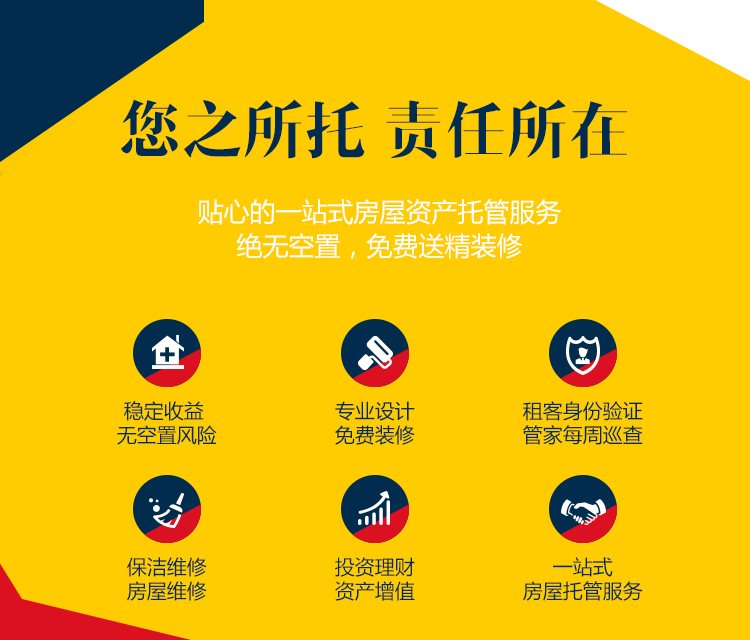 您之所托 责任所在
贴心的一站式房屋资产托管服务
绝无空置，免费送精装修
稳定收益
无空置风险
专业设计
免费装修
租客身份验证
管家每周巡查
保洁维修
房屋维修
投资理财
资产增值
一站式
房屋托管服务